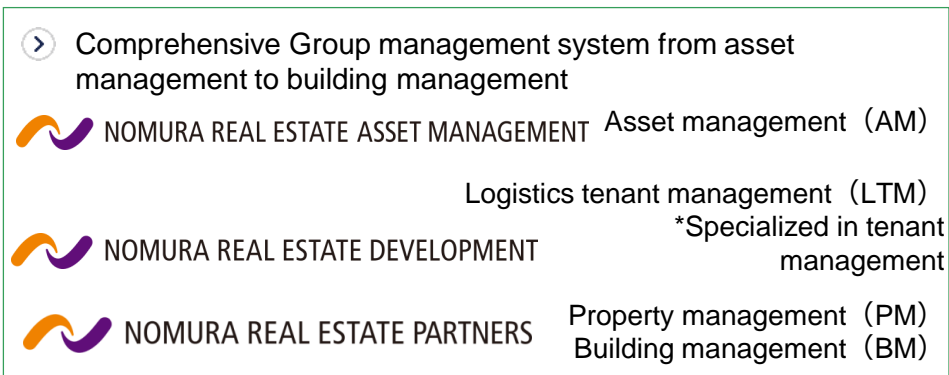 Comprehensive Group management system from asset
management to building management
NOMURA REAL ESTATE ASSET MANAGEMENT Asset management（AM）
Logistics tenant management（LTM）
*Specialized in tenant
management
NOMURA REAL ESTATE DEVELOPMENT
NOMURA REAL ESTATE PARTNERS
Property management（PM）
Building management（BM）